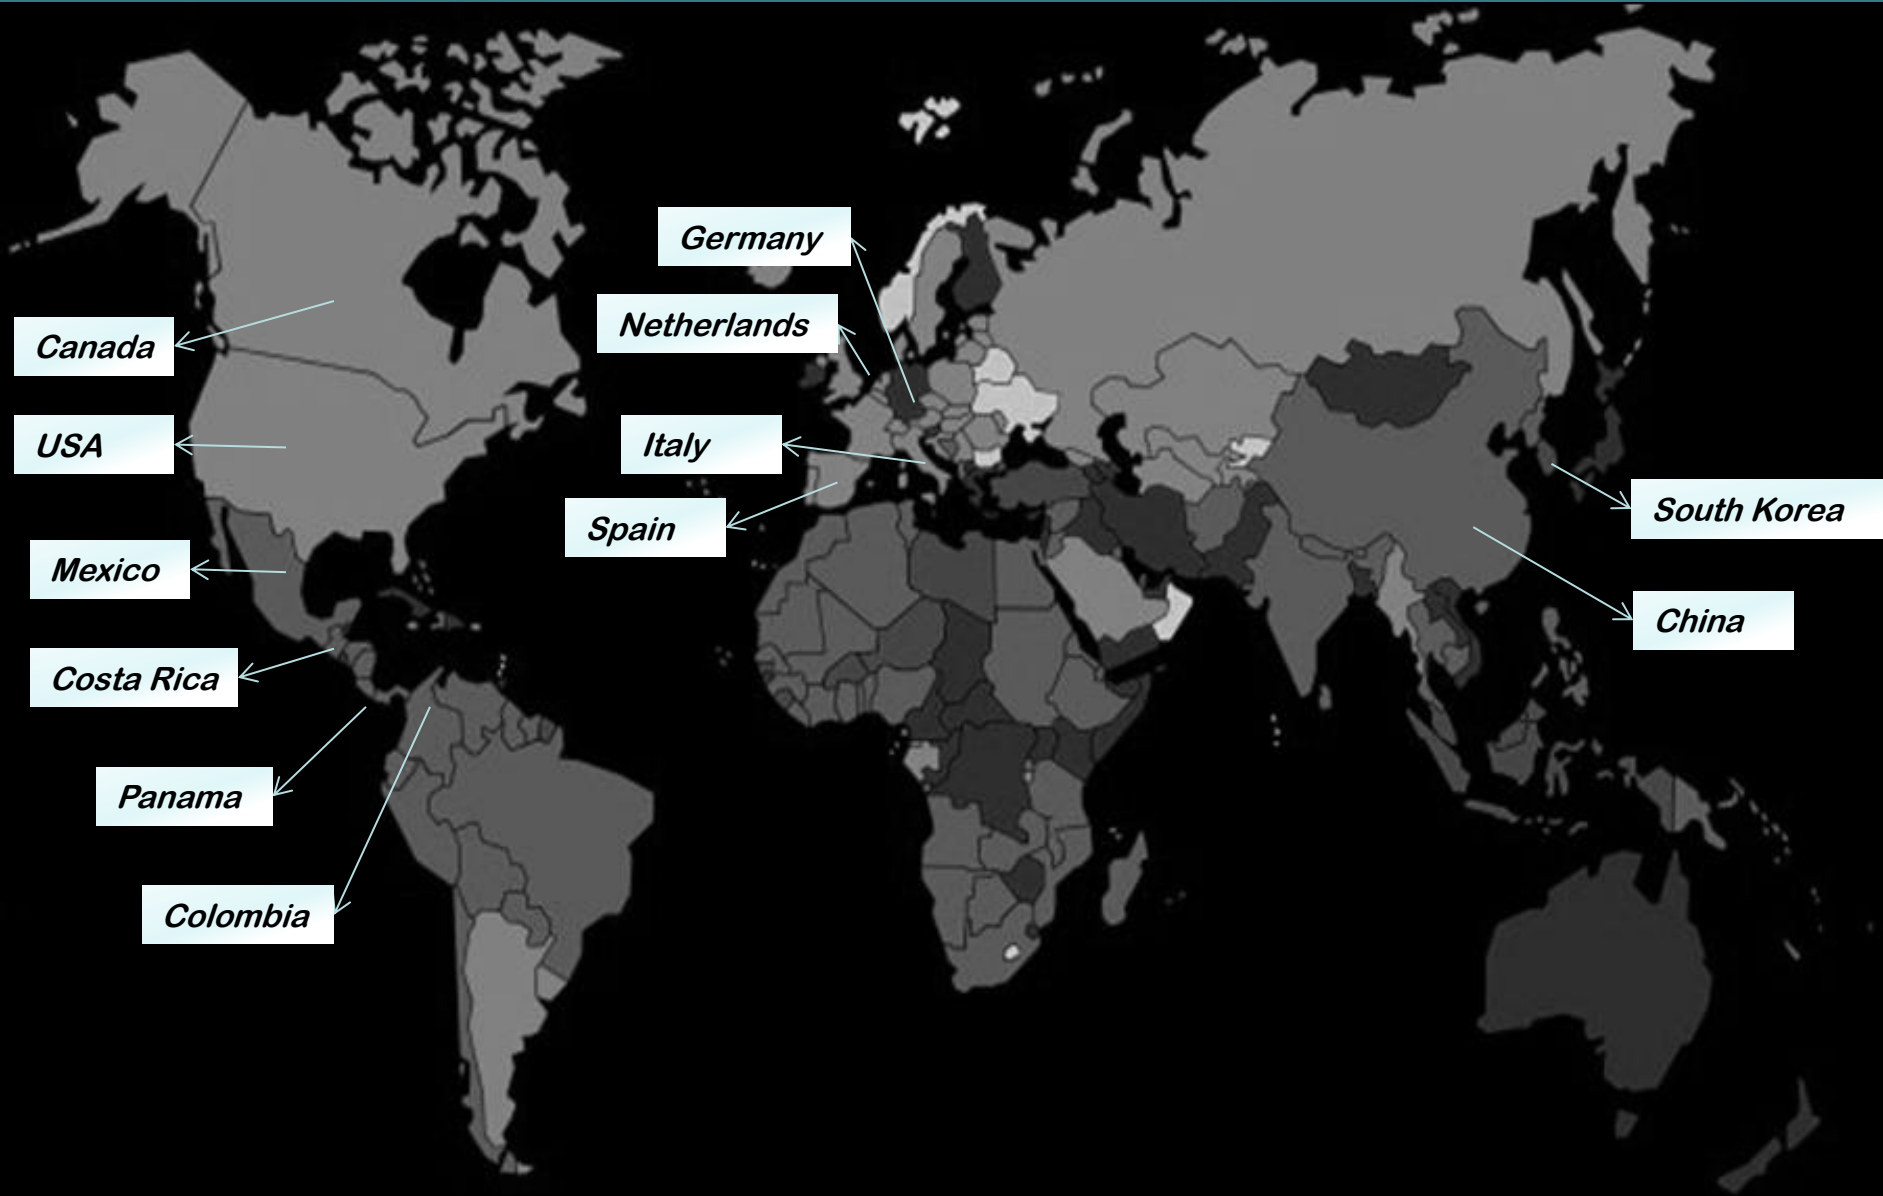 Germany
Netherlands
Canada
USA
Italy
Spain
South Korea
Mexico
China
Costa Rica
Panama
Colombia